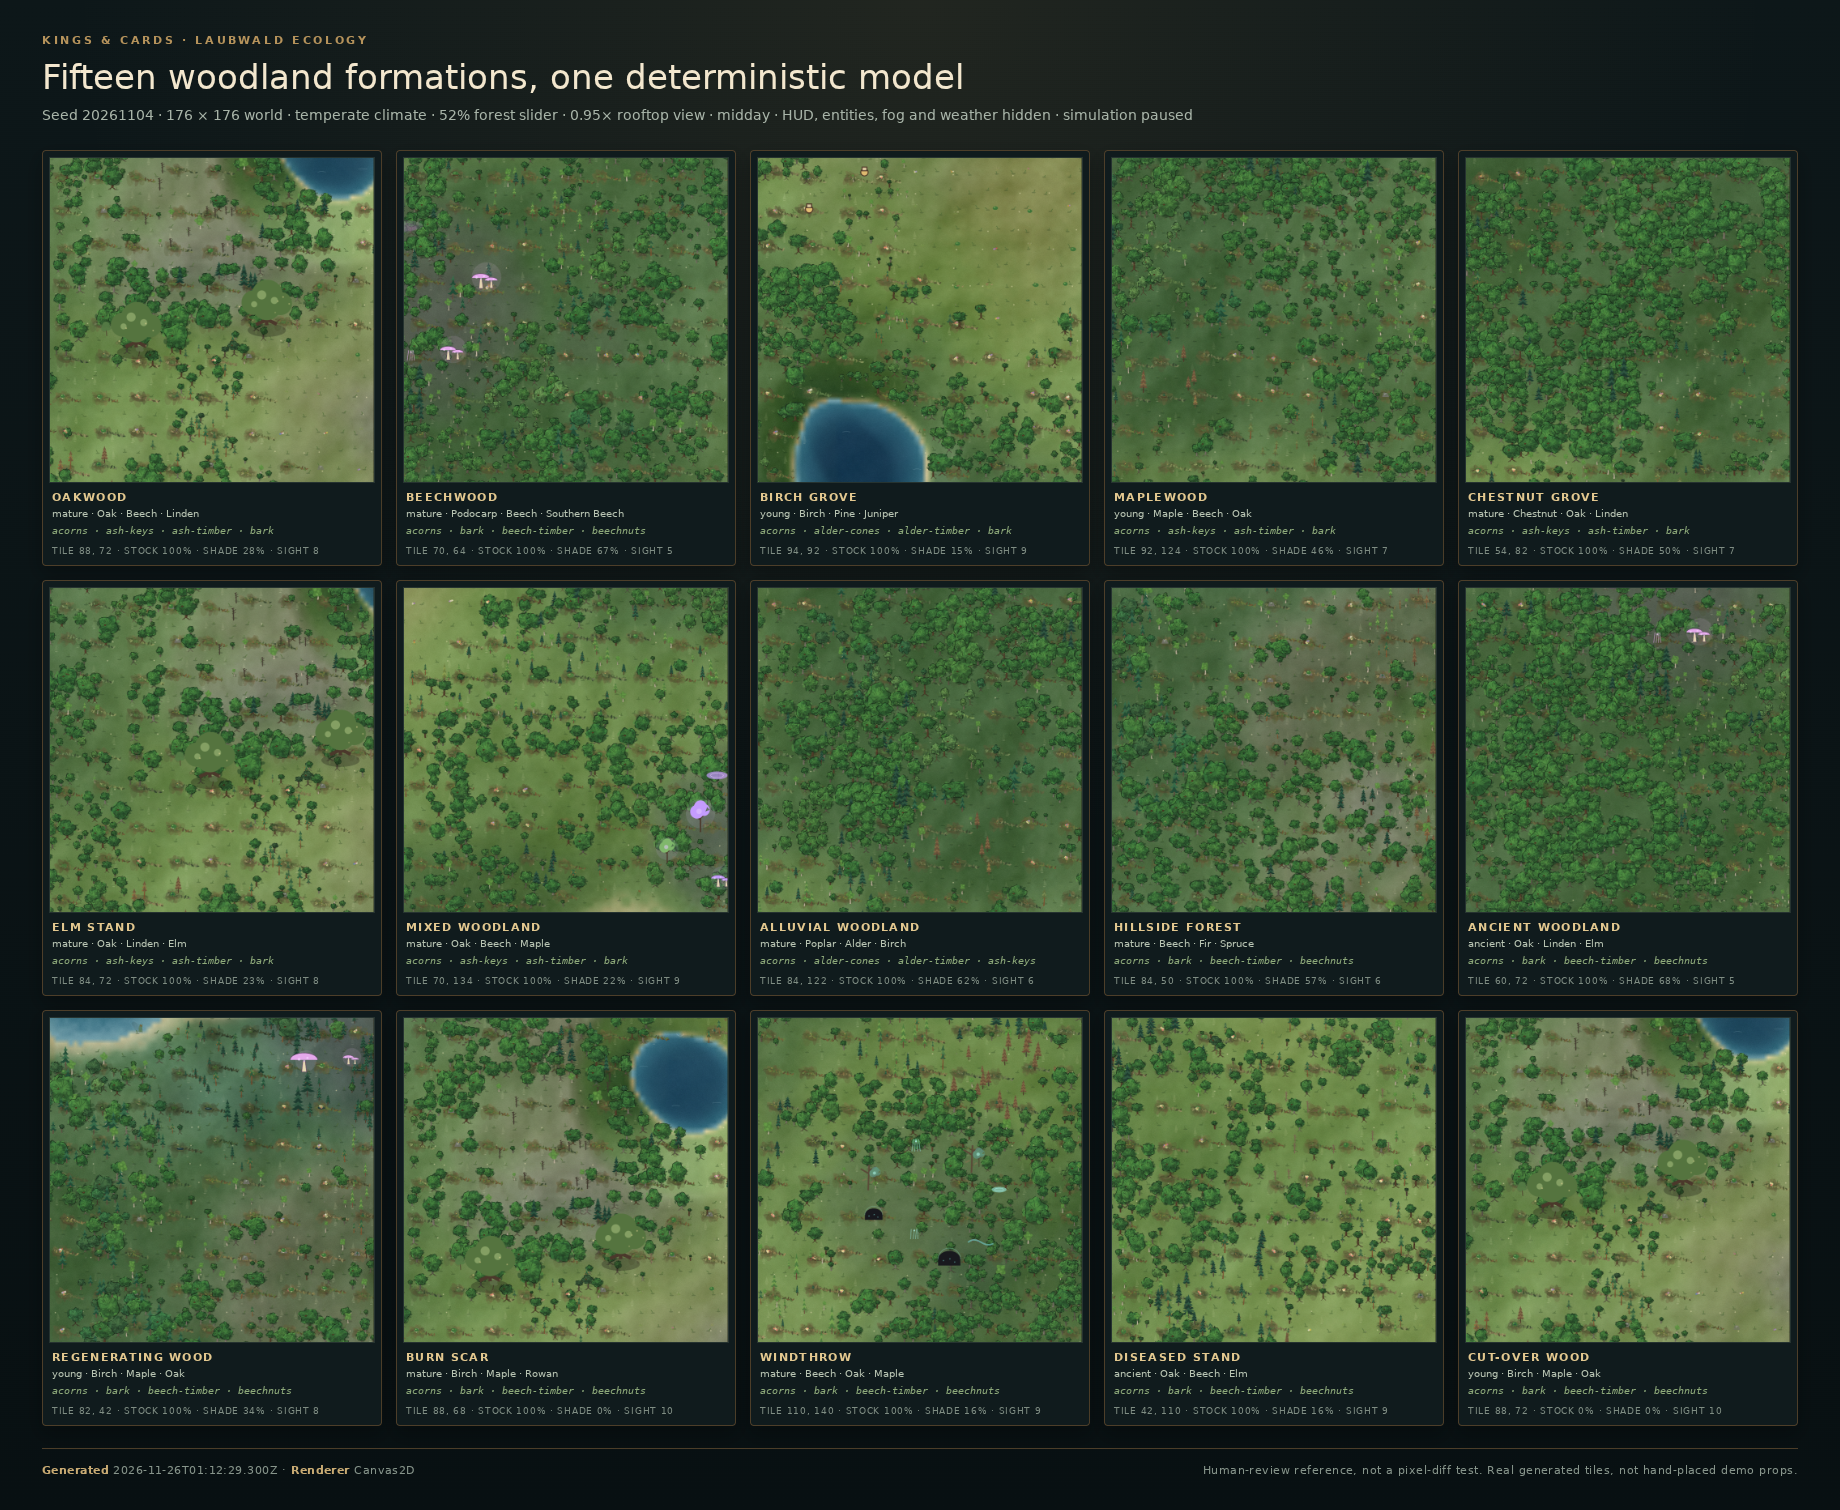 KINGS & CARDS · LAUBWALD ECOLOGY
Fifteen woodland formations, one deterministic model
Seed 20261104 · 176 × 176 world · temperate climate · 52% forest slider · 0.95× rooftop view · midday · HUD, entities, fog and weather hidden · simulation paused
OAKWOOD
mature · Oak · Beech · Linden
acorns · ash-keys · ash-timber · bark
TILE 88, 72 · STOCK 100% · SHADE 28% · SIGHT 8
BEECHWOOD
mature · Podocarp · Beech · Southern Beech
acorns · bark · beech-timber · beechnuts
TILE 70, 64 · STOCK 100% · SHADE 67% · SIGHT 5
BIRCH GROVE
young · Birch · Pine · Juniper
acorns · alder-cones · alder-timber · bark
TILE 94, 92 · STOCK 100% · SHADE 15% · SIGHT 9
MAPLEWOOD
young · Maple · Beech · Oak
acorns · ash-keys · ash-timber · bark
TILE 92, 124 · STOCK 100% · SHADE 46% · SIGHT 7
CHESTNUT GROVE
mature · Chestnut · Oak · Linden
acorns · ash-keys · ash-timber · bark
TILE 54, 82 · STOCK 100% · SHADE 50% · SIGHT 7
ELM STAND
mature · Oak · Linden · Elm
acorns · ash-keys · ash-timber · bark
TILE 84, 72 · STOCK 100% · SHADE 23% · SIGHT 8
MIXED WOODLAND
mature · Oak · Beech · Maple
acorns · ash-keys · ash-timber · bark
TILE 70, 134 · STOCK 100% · SHADE 22% · SIGHT 9
ALLUVIAL WOODLAND
mature · Poplar · Alder · Birch
acorns · alder-cones · alder-timber · ash-keys
TILE 84, 122 · STOCK 100% · SHADE 62% · SIGHT 6
HILLSIDE FOREST
mature · Beech · Fir · Spruce
acorns · bark · beech-timber · beechnuts
TILE 84, 50 · STOCK 100% · SHADE 57% · SIGHT 6
ANCIENT WOODLAND
ancient · Oak · Linden · Elm
acorns · bark · beech-timber · beechnuts
TILE 60, 72 · STOCK 100% · SHADE 68% · SIGHT 5
REGENERATING WOOD
young · Birch · Maple · Oak
acorns · bark · beech-timber · beechnuts
TILE 82, 42 · STOCK 100% · SHADE 34% · SIGHT 8
BURN SCAR
mature · Birch · Maple · Rowan
acorns · bark · beech-timber · beechnuts
TILE 88, 68 · STOCK 100% · SHADE 0% · SIGHT 10
WINDTHROW
mature · Beech · Oak · Maple
acorns · bark · beech-timber · beechnuts
TILE 110, 140 · STOCK 100% · SHADE 16% · SIGHT 9
DISEASED STAND
ancient · Oak · Beech · Elm
acorns · bark · beech-timber · beechnuts
TILE 42, 110 · STOCK 100% · SHADE 16% · SIGHT 9
CUT-OVER WOOD
young · Birch · Maple · Oak
acorns · bark · beech-timber · beechnuts
TILE 88, 72 · STOCK 0% · SHADE 0% · SIGHT 10
Generated 2026-11-26T01:12:29.300Z · Renderer Canvas2D
Human-review reference, not a pixel-diff test. Real generated tiles, not hand-placed demo props.